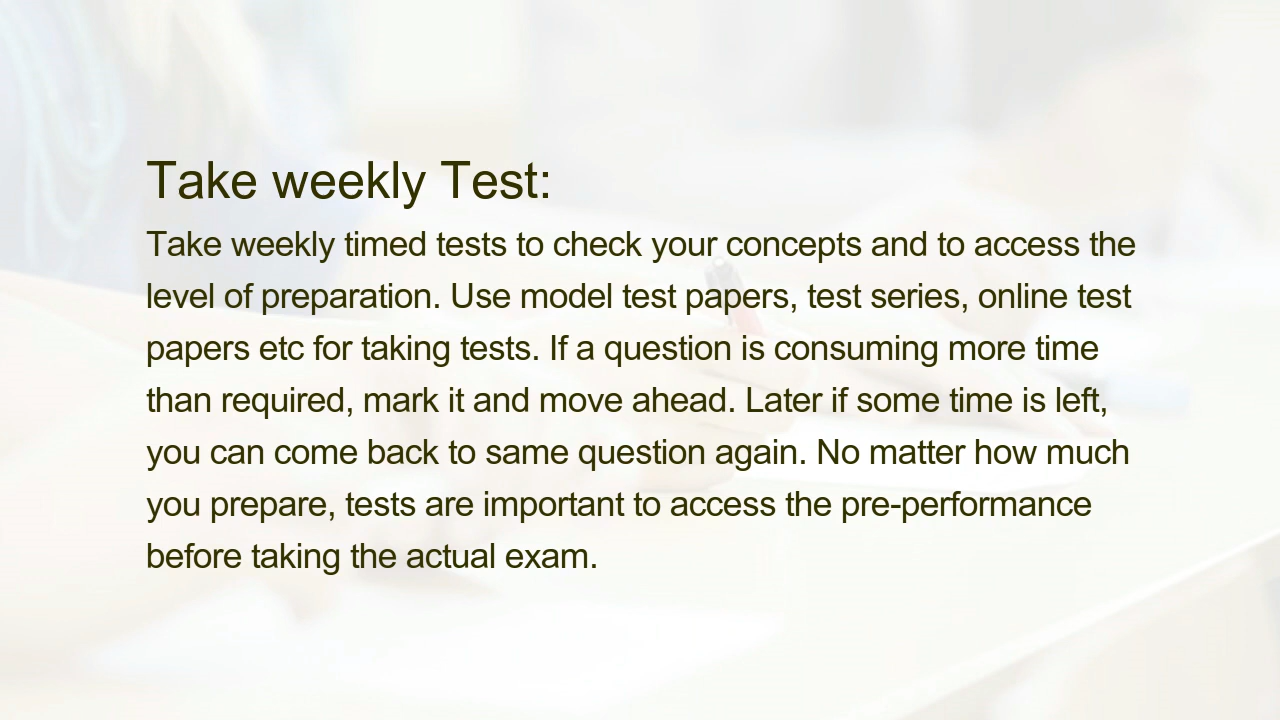 Take weekly Test:
Take weekly timed tests to check your concepts and to access the
level of preparation. Use model test papers, test series, online test
papers etc for taking tests. If a question is consuming more time
than required, mark it and move ahead. Later if some time is left,
you can come back to same question again. No matter how much
you prepare, tests are important to access the pre-performance
before taking the actual exam.